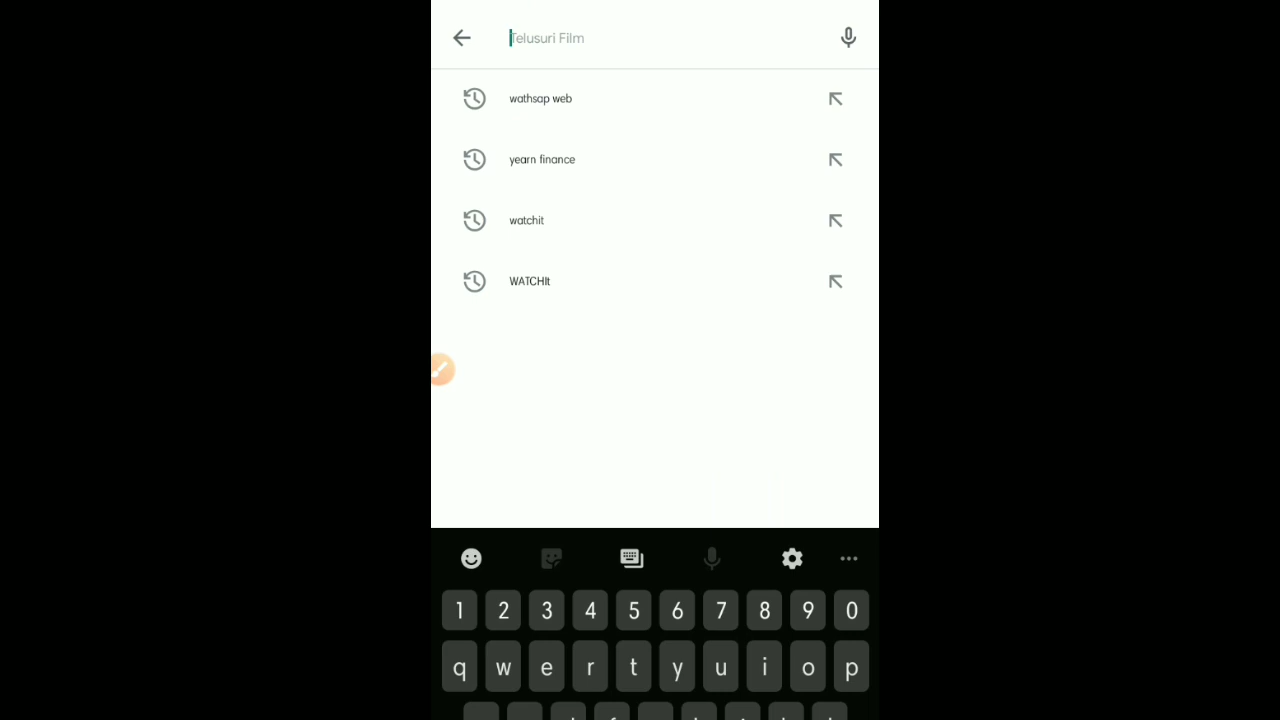 Telusuri Film
wathsap web
yearn finance
watchit
WATCHIt
1 2 3 4 5 6 7 8 9 0
q w e r t y u i o p